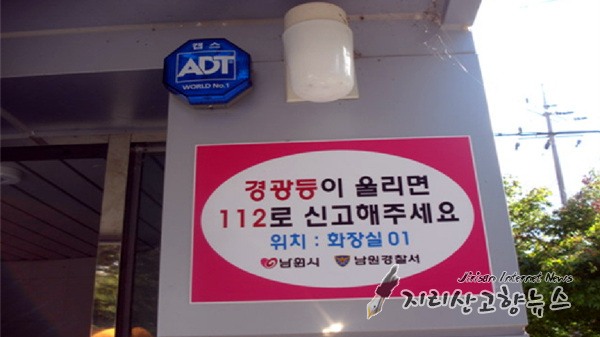 캡스
ADT
WORLD No.1
경광등이 울리면
112로 신고해주세요
위치 : 화장실 01
남원시 남원경찰서
Jirisan Internet News
지리산고향뉴스